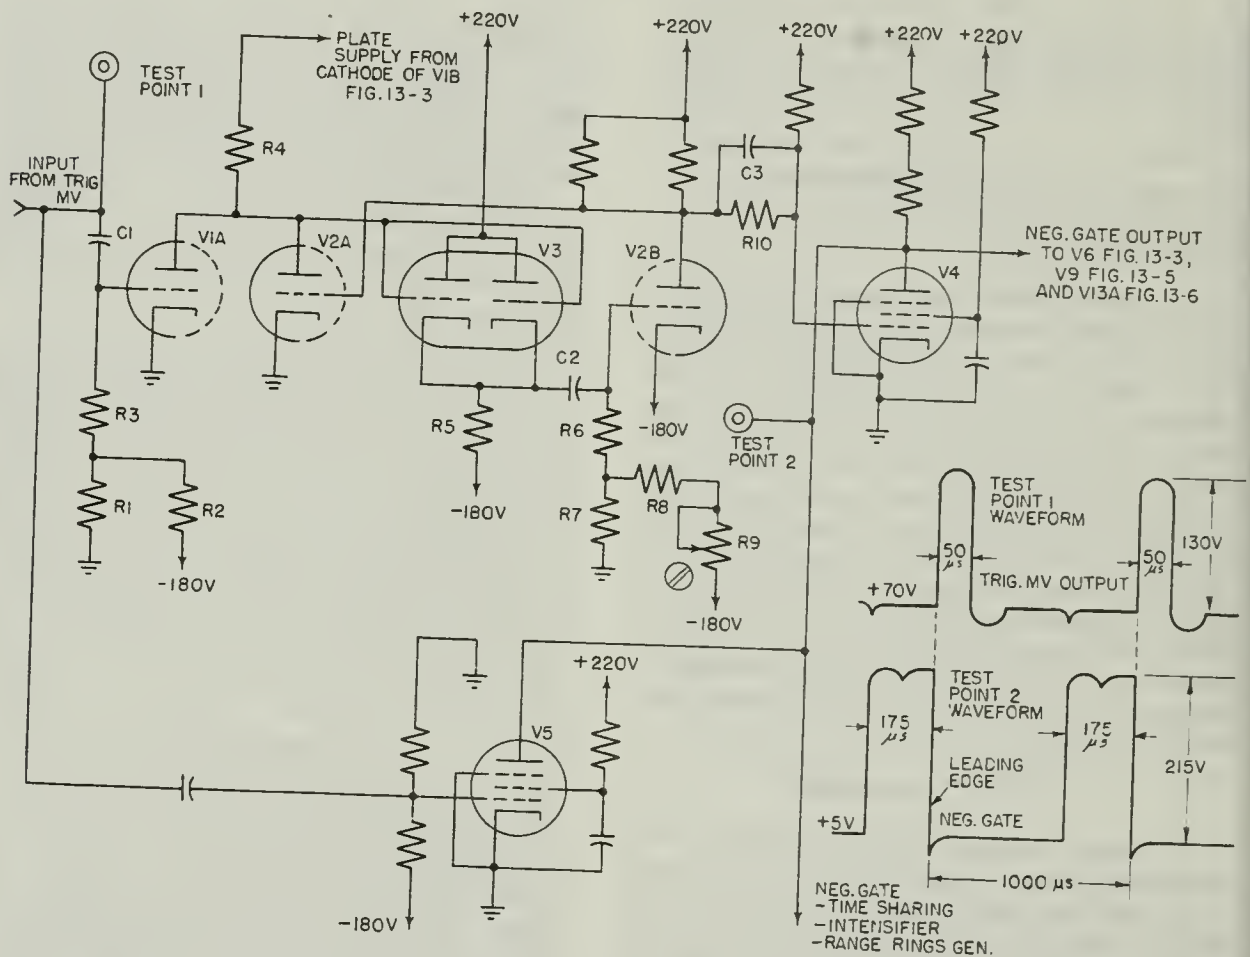 +220V
PLATE
SUPPLY FROM
CATHODE OF V1B
FIG. 13-3
+220V
+220V
+220V
+220V
TEST
POINT 1
INPUT
FROM TRIG
MV
R4
C1
V1A
V2A
V3
V2B
C3
R10
V4
NEG. GATE OUTPUT
TO V6 FIG. 13-3,
V9 FIG. 13-5
AND V13A FIG. 13-6
C2
R3
R5
R6
-180V
TEST
POINT 2
R1
R2
-180V
-180V
R7
R8
R9
-180V
TEST
POINT 1
WAVEFORM
50
μs
50
μs
130V
+70V
TRIG. MV OUTPUT
+220V
V5
TEST
POINT 2
WAVEFORM
175
μs
175
μs
215V
LEADING
EDGE
+5V
NEG. GATE
1000 μs
-180V
NEG. GATE
-TIME SHARING
-INTENSIFIER
-RANGE RINGS GEN.